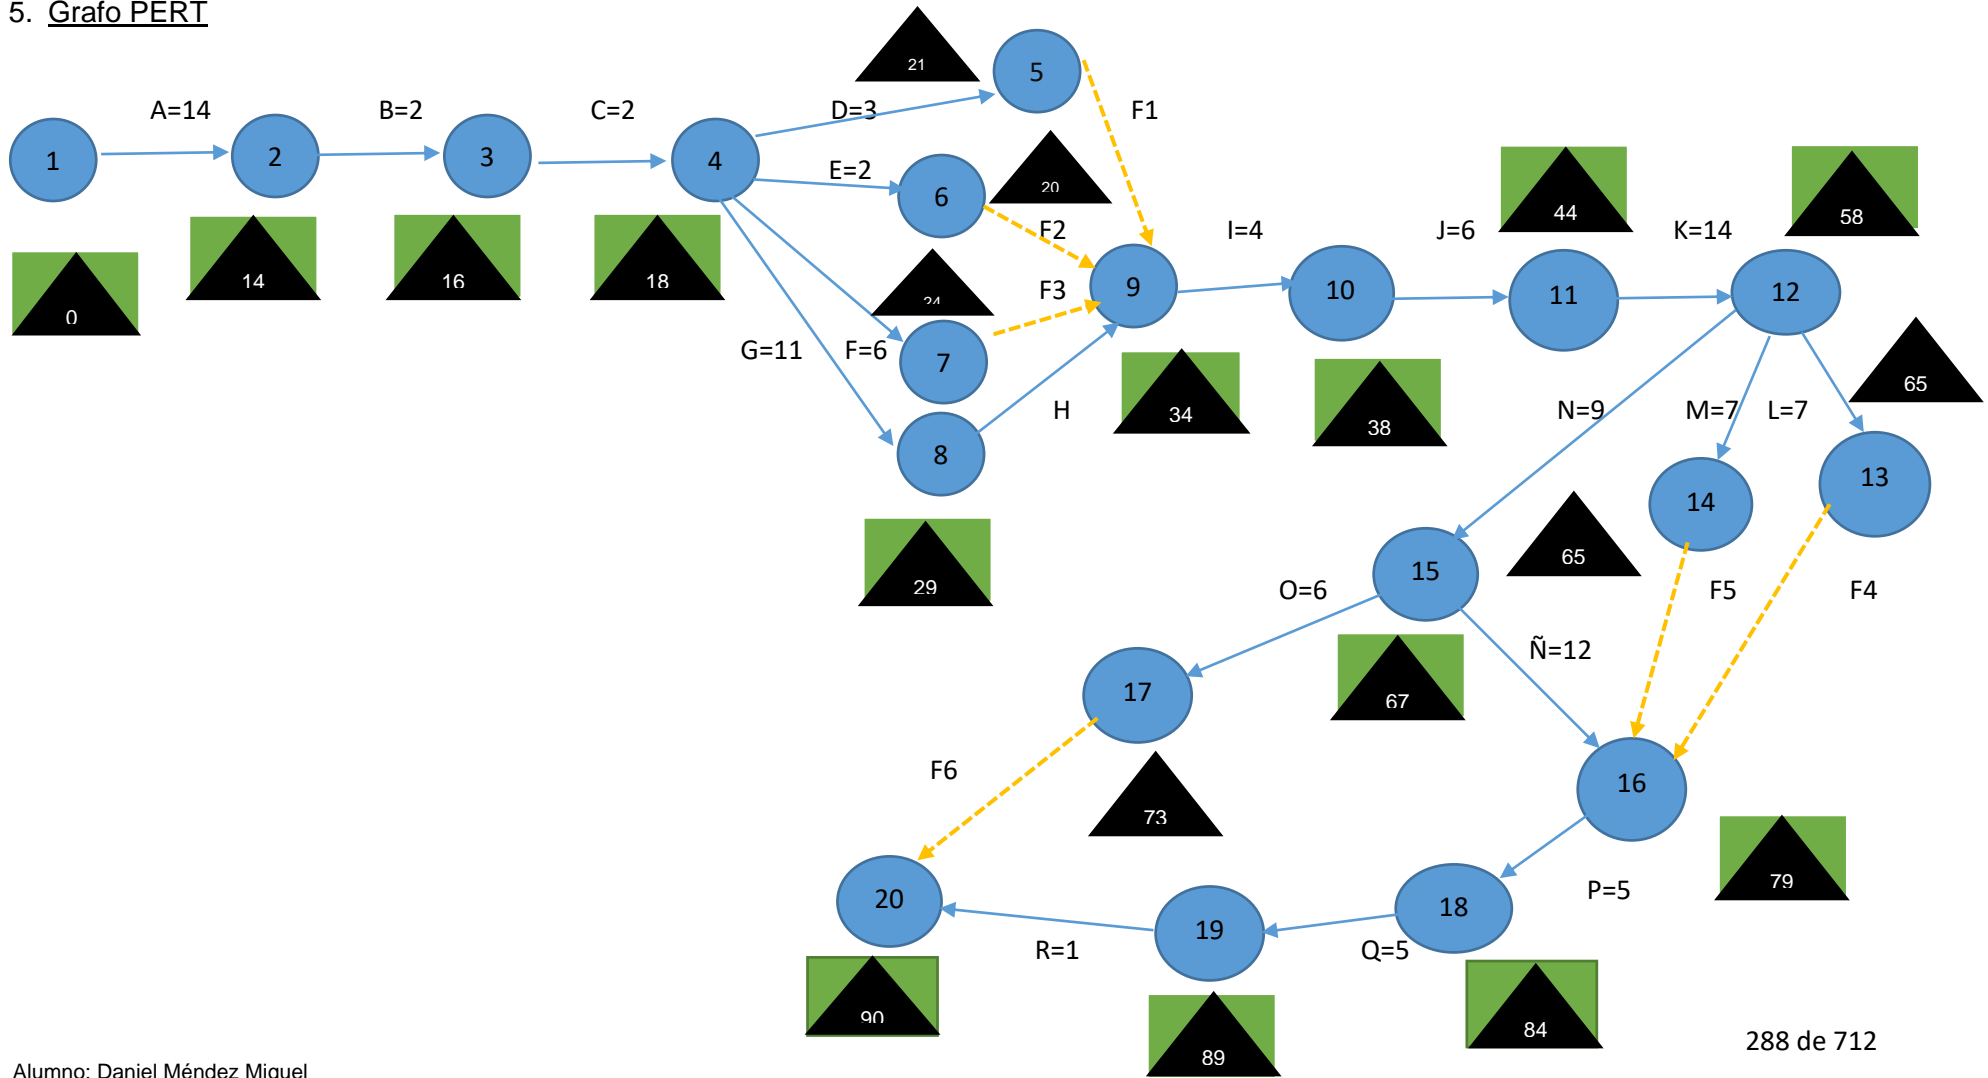 5. Grafo PERT
21
5
A=14
B=2
C=2
D=3
F1
1
2
3
4
E=2
6
20
44
58
F2
I=4
J=6
K=14
0
14
16
18
24
F3
9
10
11
12
G=11
F=6
7
8
H
34
38
N=9
M=7
L=7
65
13
14
29
15
65
O=6
F5
F4
Ñ=12
17
67
F6
73
16
20
R=1
19
Q=5
18
P=5
79
90
89
84
288 de 712
Alumno: Daniel Méndez Miguel